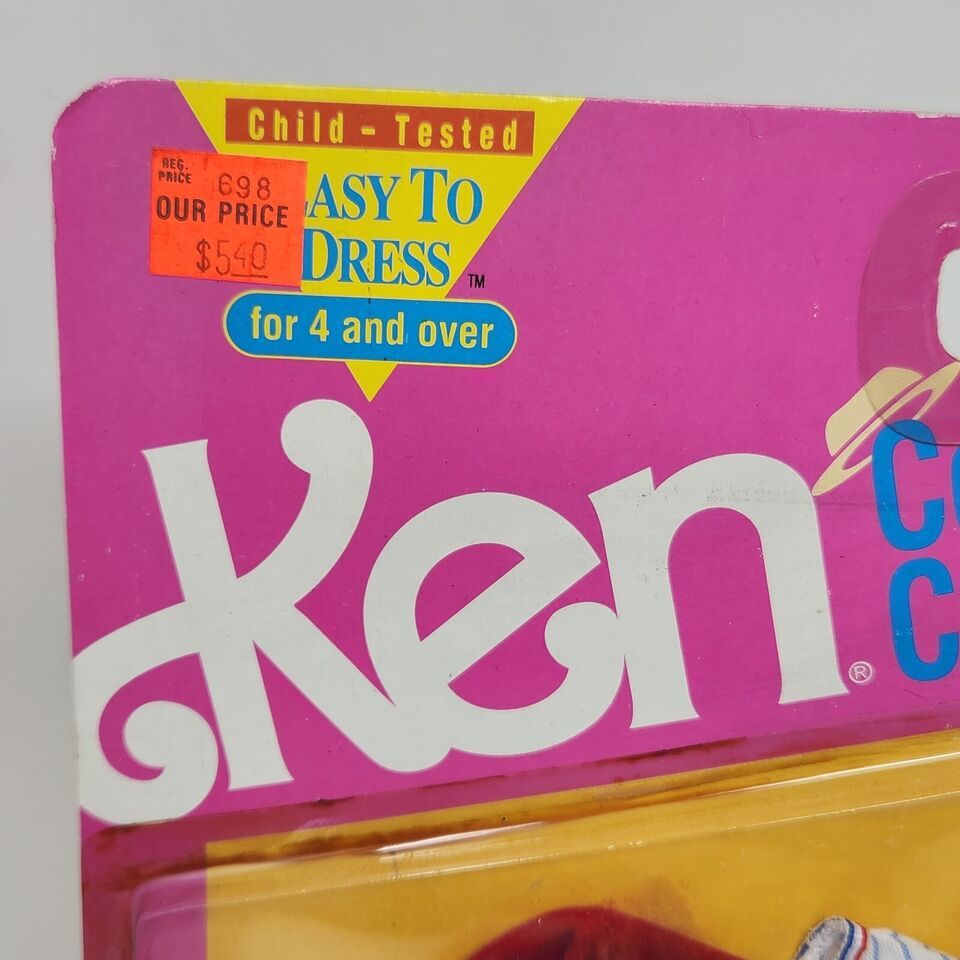 Child - Tested
REG.
PRICE 698
OUR PRICE
$540
ASY TO
DRESS ™
for 4 and over
Ken®
C
C